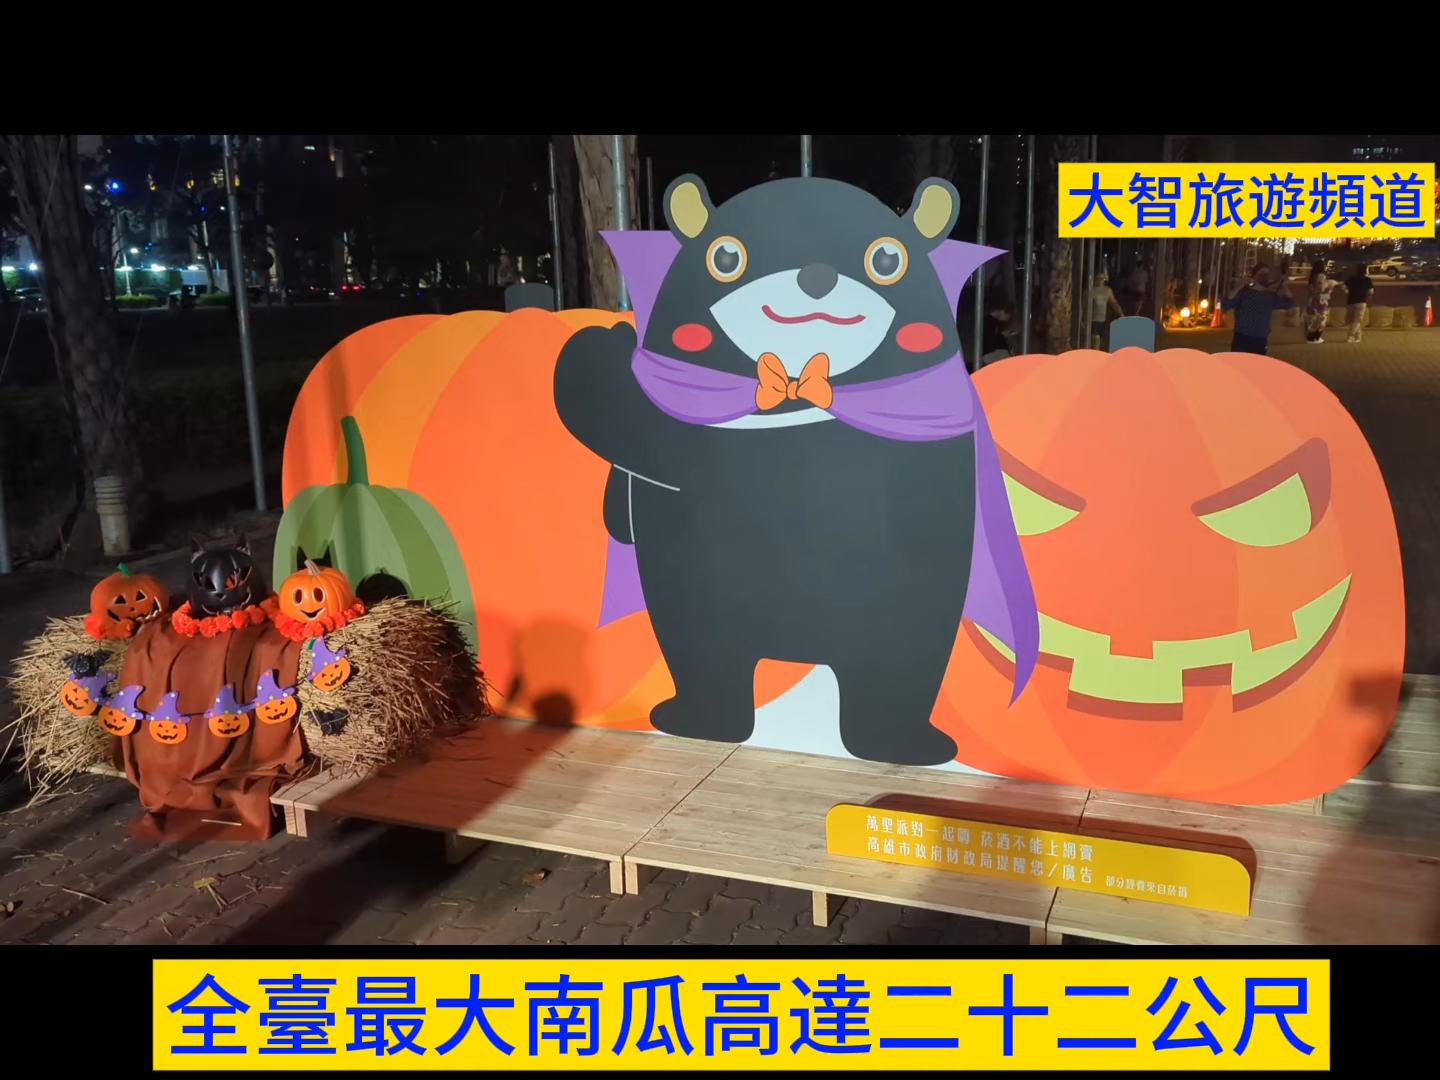 大智旅遊頻道
萬聖派對一起嗨 菸酒不能上網賣
高雄市政府財政局提醒您／廣告 部分經費來自菸捐
全臺最大南瓜高達二十二公尺